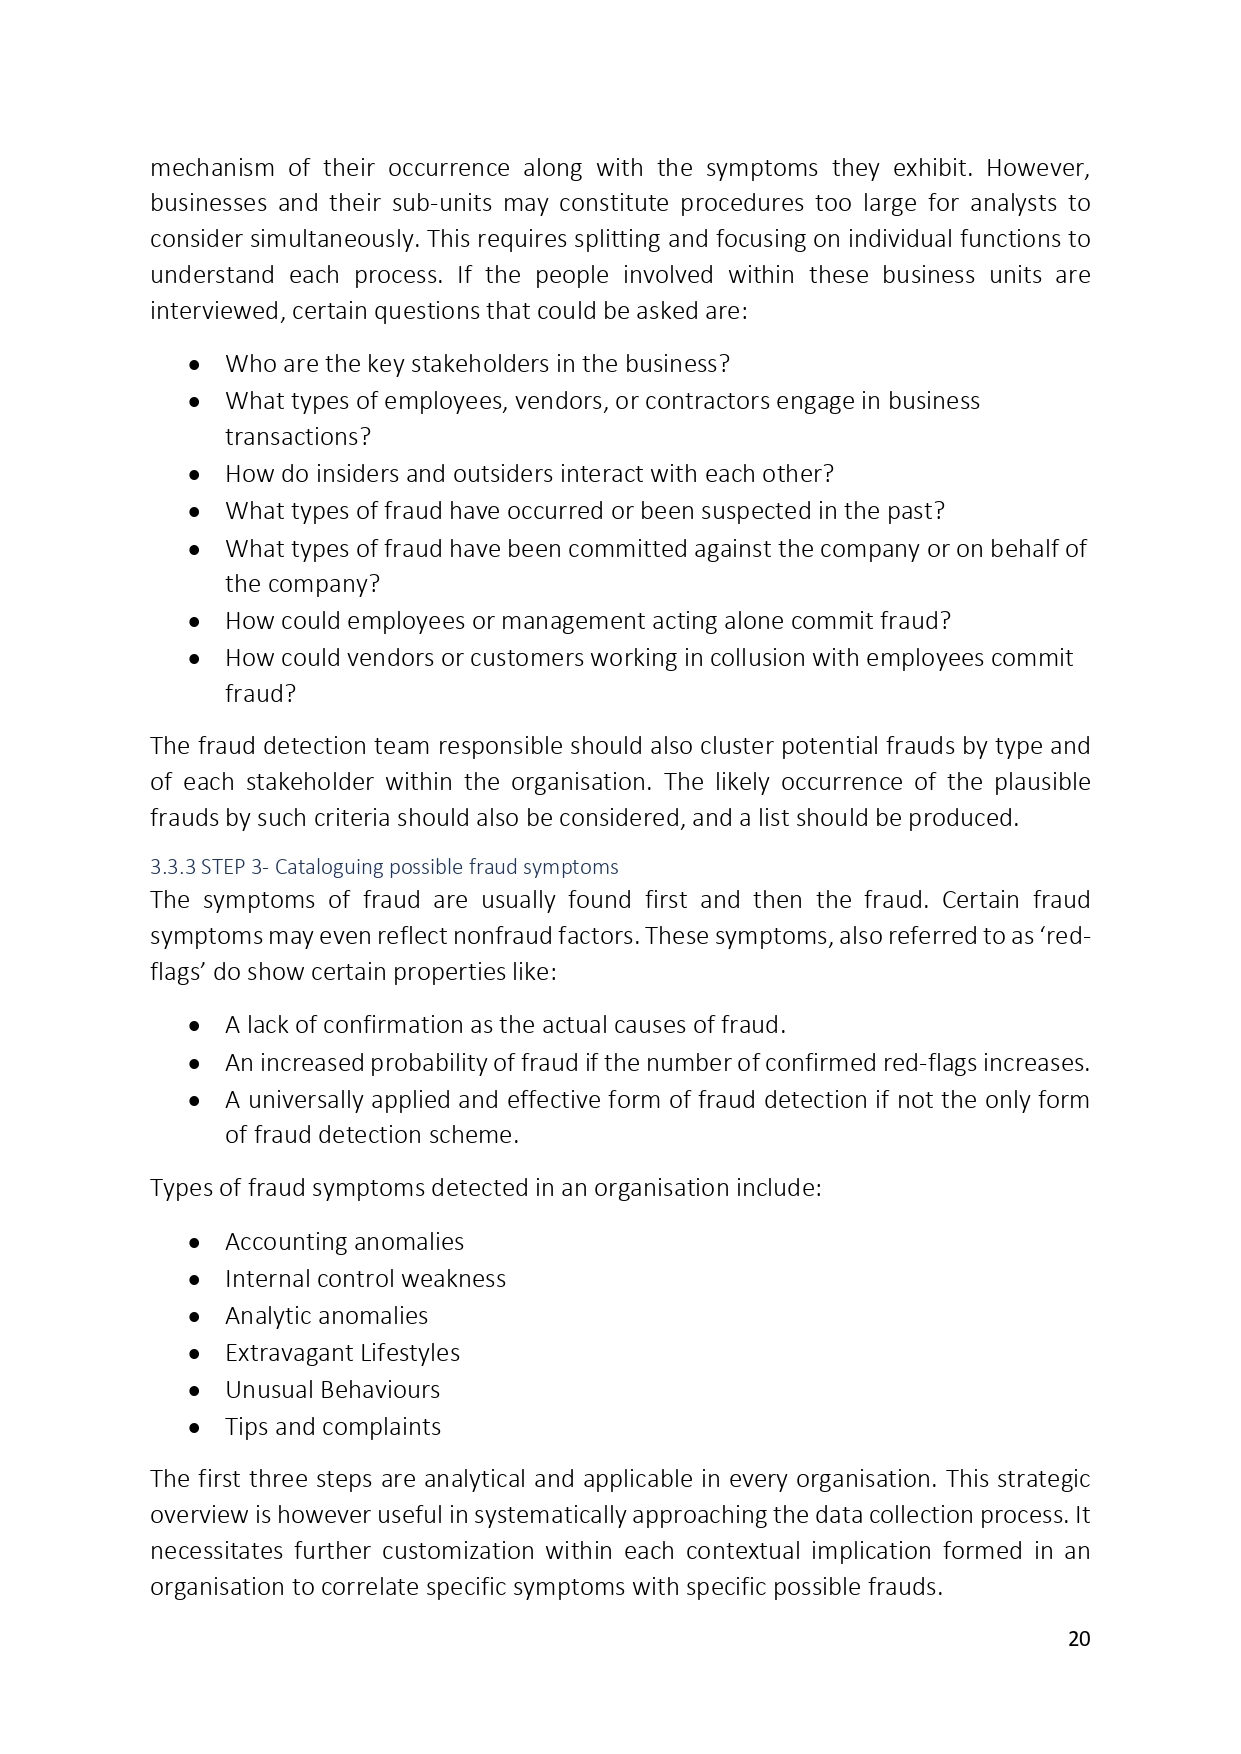 mechanism of their occurrence along with the symptoms they exhibit. However,
businesses and their sub-units may constitute procedures too large for analysts to
consider simultaneously. This requires splitting and focusing on individual functions to
understand each process. If the people involved within these business units are
interviewed, certain questions that could be asked are:
● Who are the key stakeholders in the business?
● What types of employees, vendors, or contractors engage in business
transactions?
● How do insiders and outsiders interact with each other?
● What types of fraud have occurred or been suspected in the past?
● What types of fraud have been committed against the company or on behalf of
the company?
● How could employees or management acting alone commit fraud?
● How could vendors or customers working in collusion with employees commit
fraud?
The fraud detection team responsible should also cluster potential frauds by type and
of each stakeholder within the organisation. The likely occurrence of the plausible
frauds by such criteria should also be considered, and a list should be produced.
3.3.3 STEP 3- Cataloguing possible fraud symptoms
The symptoms of fraud are usually found first and then the fraud. Certain fraud
symptoms may even reflect nonfraud factors. These symptoms, also referred to as ‘red-
flags’ do show certain properties like:
● A lack of confirmation as the actual causes of fraud.
● An increased probability of fraud if the number of confirmed red-flags increases.
● A universally applied and effective form of fraud detection if not the only form
of fraud detection scheme.
Types of fraud symptoms detected in an organisation include:
● Accounting anomalies
● Internal control weakness
● Analytic anomalies
● Extravagant Lifestyles
● Unusual Behaviours
● Tips and complaints
The first three steps are analytical and applicable in every organisation. This strategic
overview is however useful in systematically approaching the data collection process. It
necessitates further customization within each contextual implication formed in an
organisation to correlate specific symptoms with specific possible frauds.
20